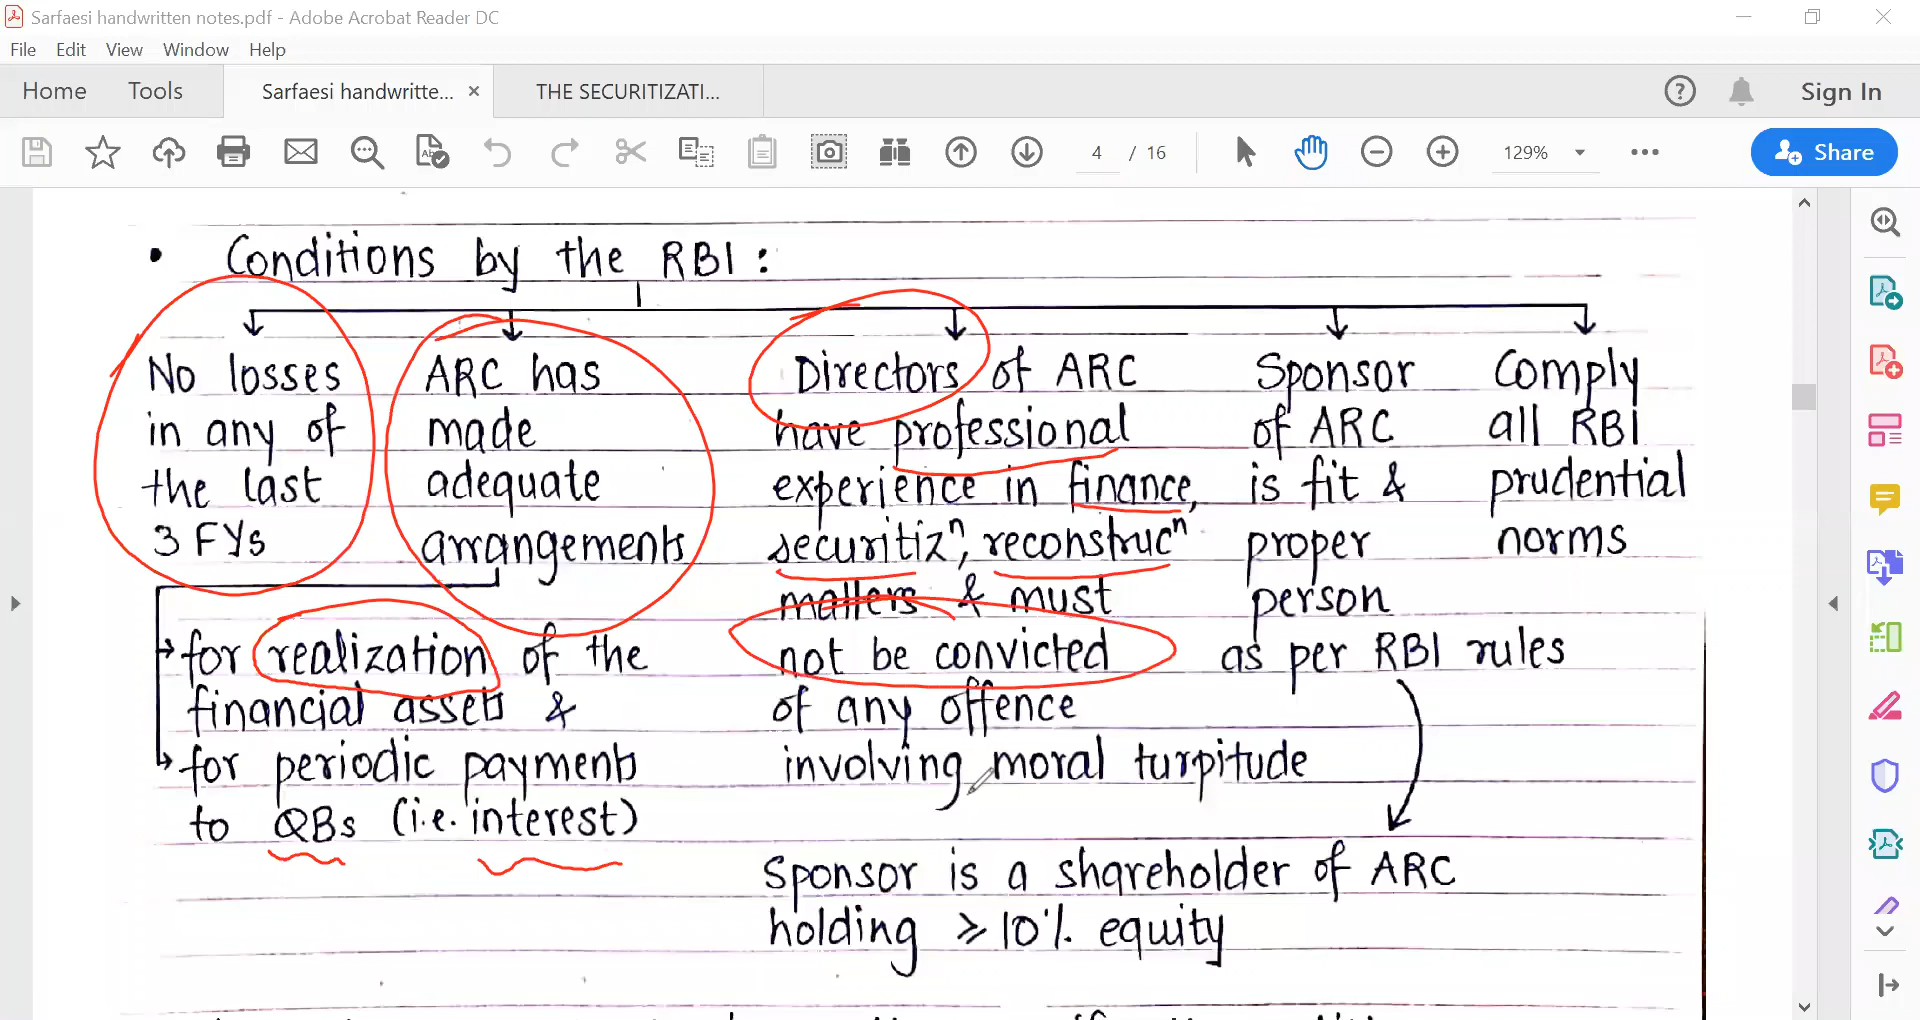 Sarfaesi handwritten notes.pdf - Adobe Acrobat Reader DC
File Edit View Window Help
Home Tools Sarfaesi handwritte... × THE SECURITIZATI... Sign In
4 / 16 129% Share
• Conditions by the RBI :
No losses
in any of
the last
3 FYs
ARC has
made
adequate
arrangements
→ for realization of the
financial assets &
→ for periodic payments
to QBs (i.e. interest)
Directors of ARC
have professional
experience in finance,
securitizⁿ, reconstrucⁿ
matters & must
not be convicted
of any offence
involving moral turpitude
Sponsor
of ARC
is fit &
proper
person
as per RBI rules
Sponsor is a shareholder of ARC
holding ≥ 10% equity
Comply
all RBI
prudential
norms